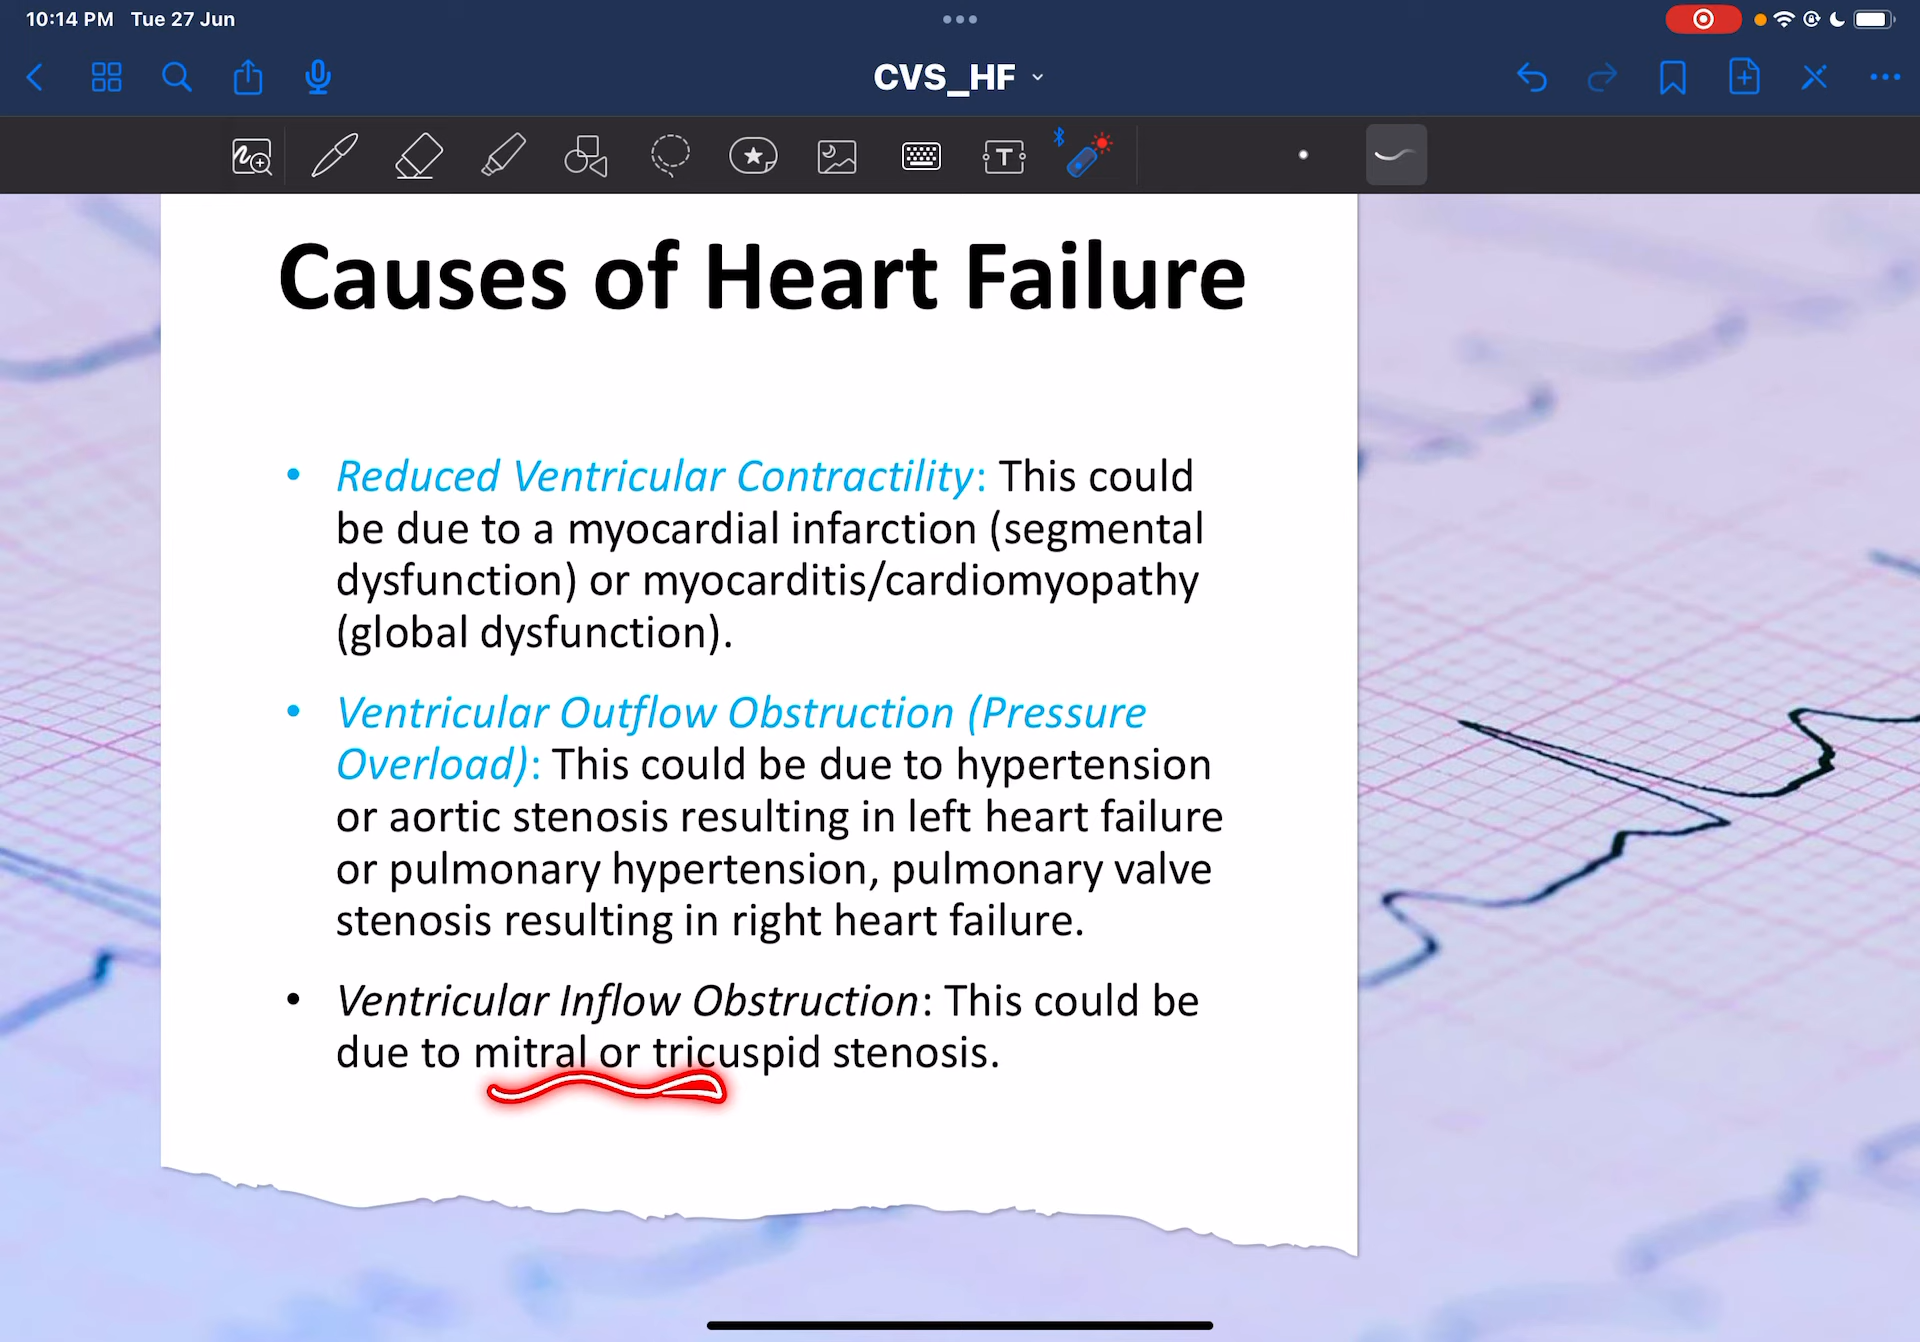 10:14 PM Tue 27 Jun
CVS_HF
T
Causes of Heart Failure
• Reduced Ventricular Contractility: This could
be due to a myocardial infarction (segmental
dysfunction) or myocarditis/cardiomyopathy
(global dysfunction).
• Ventricular Outflow Obstruction (Pressure
Overload): This could be due to hypertension
or aortic stenosis resulting in left heart failure
or pulmonary hypertension, pulmonary valve
stenosis resulting in right heart failure.
• Ventricular Inflow Obstruction: This could be
due to mitral or tricuspid stenosis.